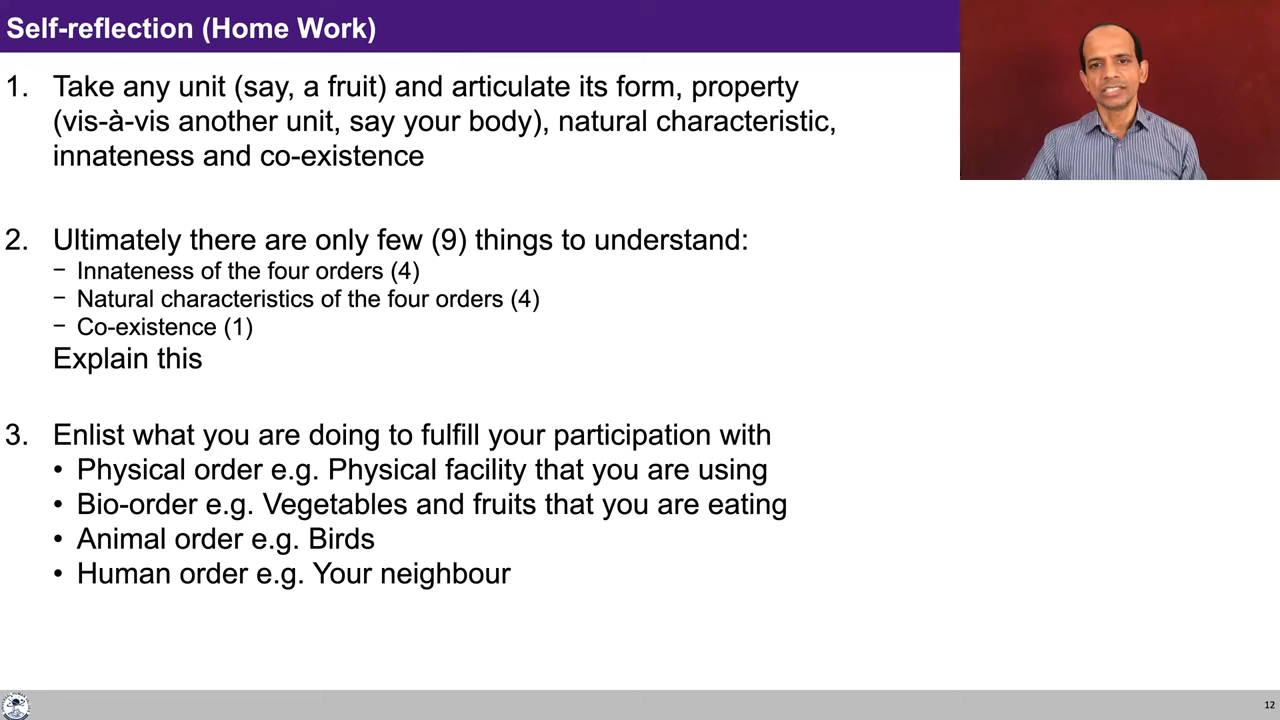 Self-reflection (Home Work)
1. Take any unit (say, a fruit) and articulate its form, property
(vis-à-vis another unit, say your body), natural characteristic,
innateness and co-existence
2. Ultimately there are only few (9) things to understand:
− Innateness of the four orders (4)
− Natural characteristics of the four orders (4)
− Co-existence (1)
Explain this
3. Enlist what you are doing to fulfill your participation with
• Physical order e.g. Physical facility that you are using
• Bio-order e.g. Vegetables and fruits that you are eating
• Animal order e.g. Birds
• Human order e.g. Your neighbour
12